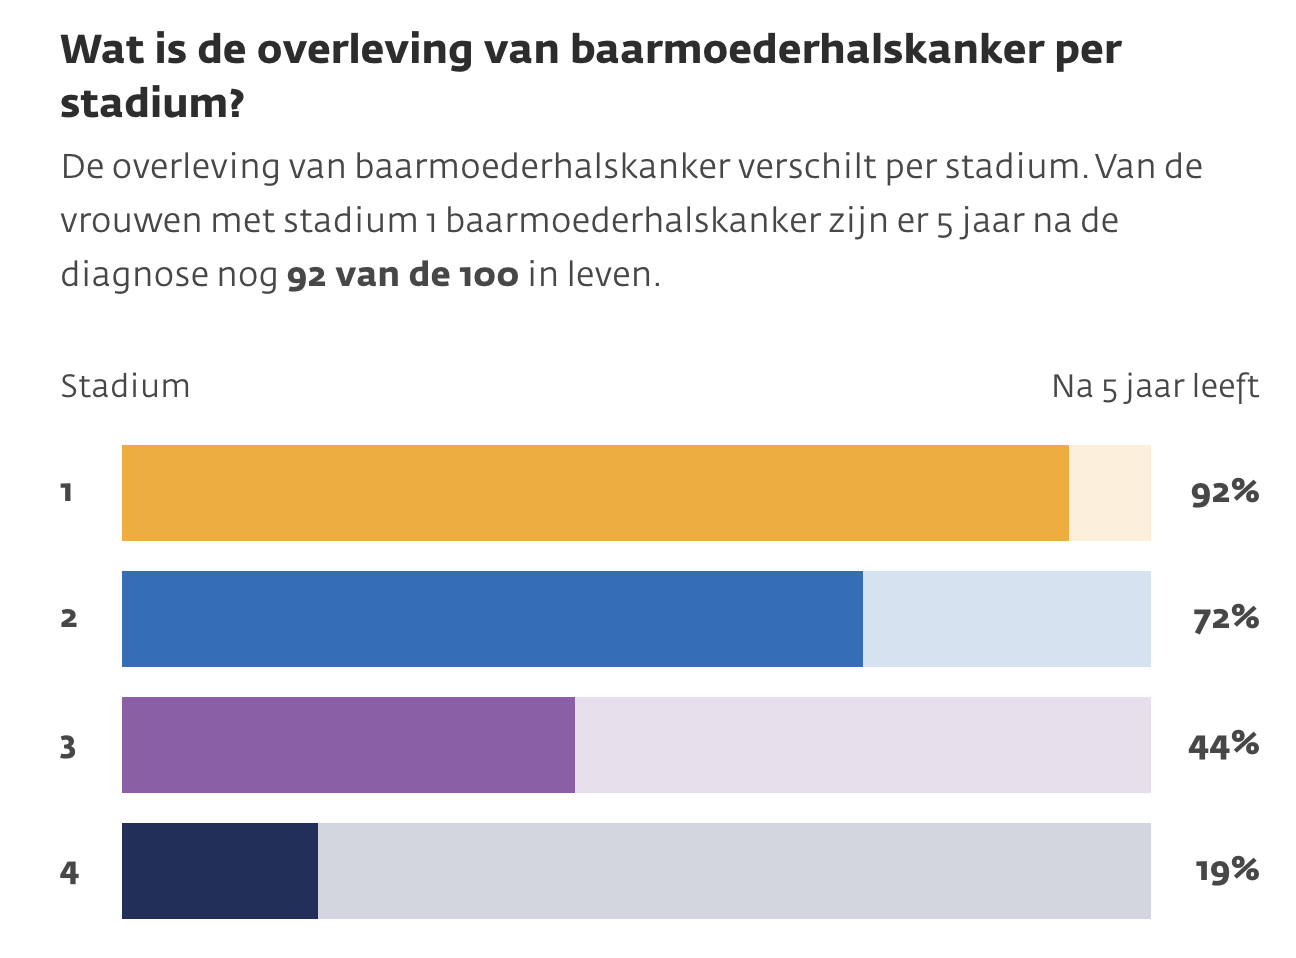 Wat is de overleving van baarmoederhalskanker per
stadium?
De overleving van baarmoederhalskanker verschilt per stadium. Van de
vrouwen met stadium 1 baarmoederhalskanker zijn er 5 jaar na de
diagnose nog 92 van de 100 in leven.
Stadium Na 5 jaar leeft
1 92%
2 72%
3 44%
4 19%